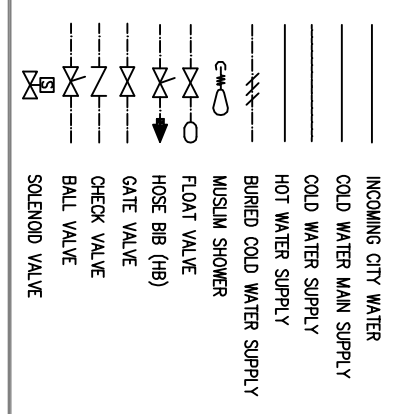 INCOMING CITY WATER
COLD WATER MAIN SUPPLY
COLD WATER SUPPLY
HOT WATER SUPPLY
BURIED COLD WATER SUPPLY
MUSLIM SHOWER
FLOAT VALVE
HOSE BIB (HB)
GATE VALVE
CHECK VALVE
BALL VALVE
S
SOLENOID VALVE